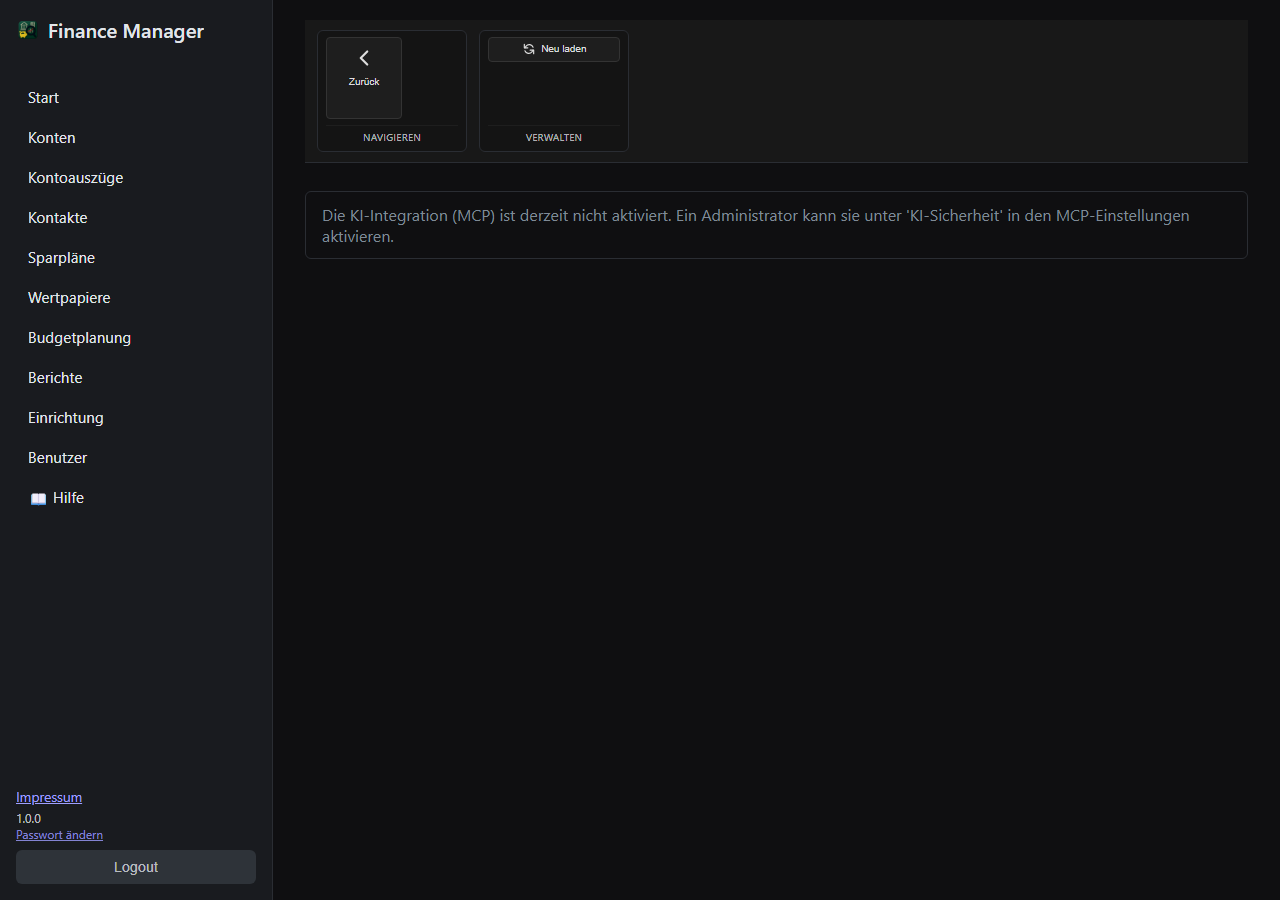 Finance Manager
Start
Konten
Kontoauszüge
Kontakte
Sparpläne
Wertpapiere
Budgetplanung
Berichte
Einrichtung
Benutzer
Hilfe
Impressum
1.0.0
Passwort ändern
Logout
Zurück
NAVIGIEREN
Neu laden
VERWALTEN
Die KI-Integration (MCP) ist derzeit nicht aktiviert. Ein Administrator kann sie unter 'KI-Sicherheit' in den MCP-Einstellungen
aktivieren.